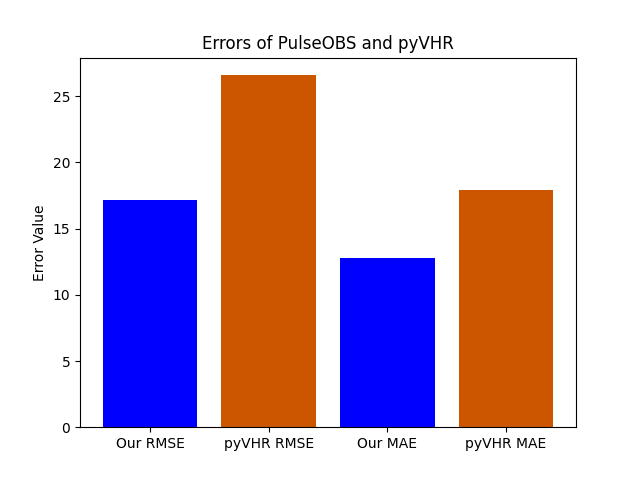 Errors of PulseOBS and pyVHR
Error Value
25
20
15
10
5
0
Our RMSE
pyVHR RMSE
Our MAE
pyVHR MAE